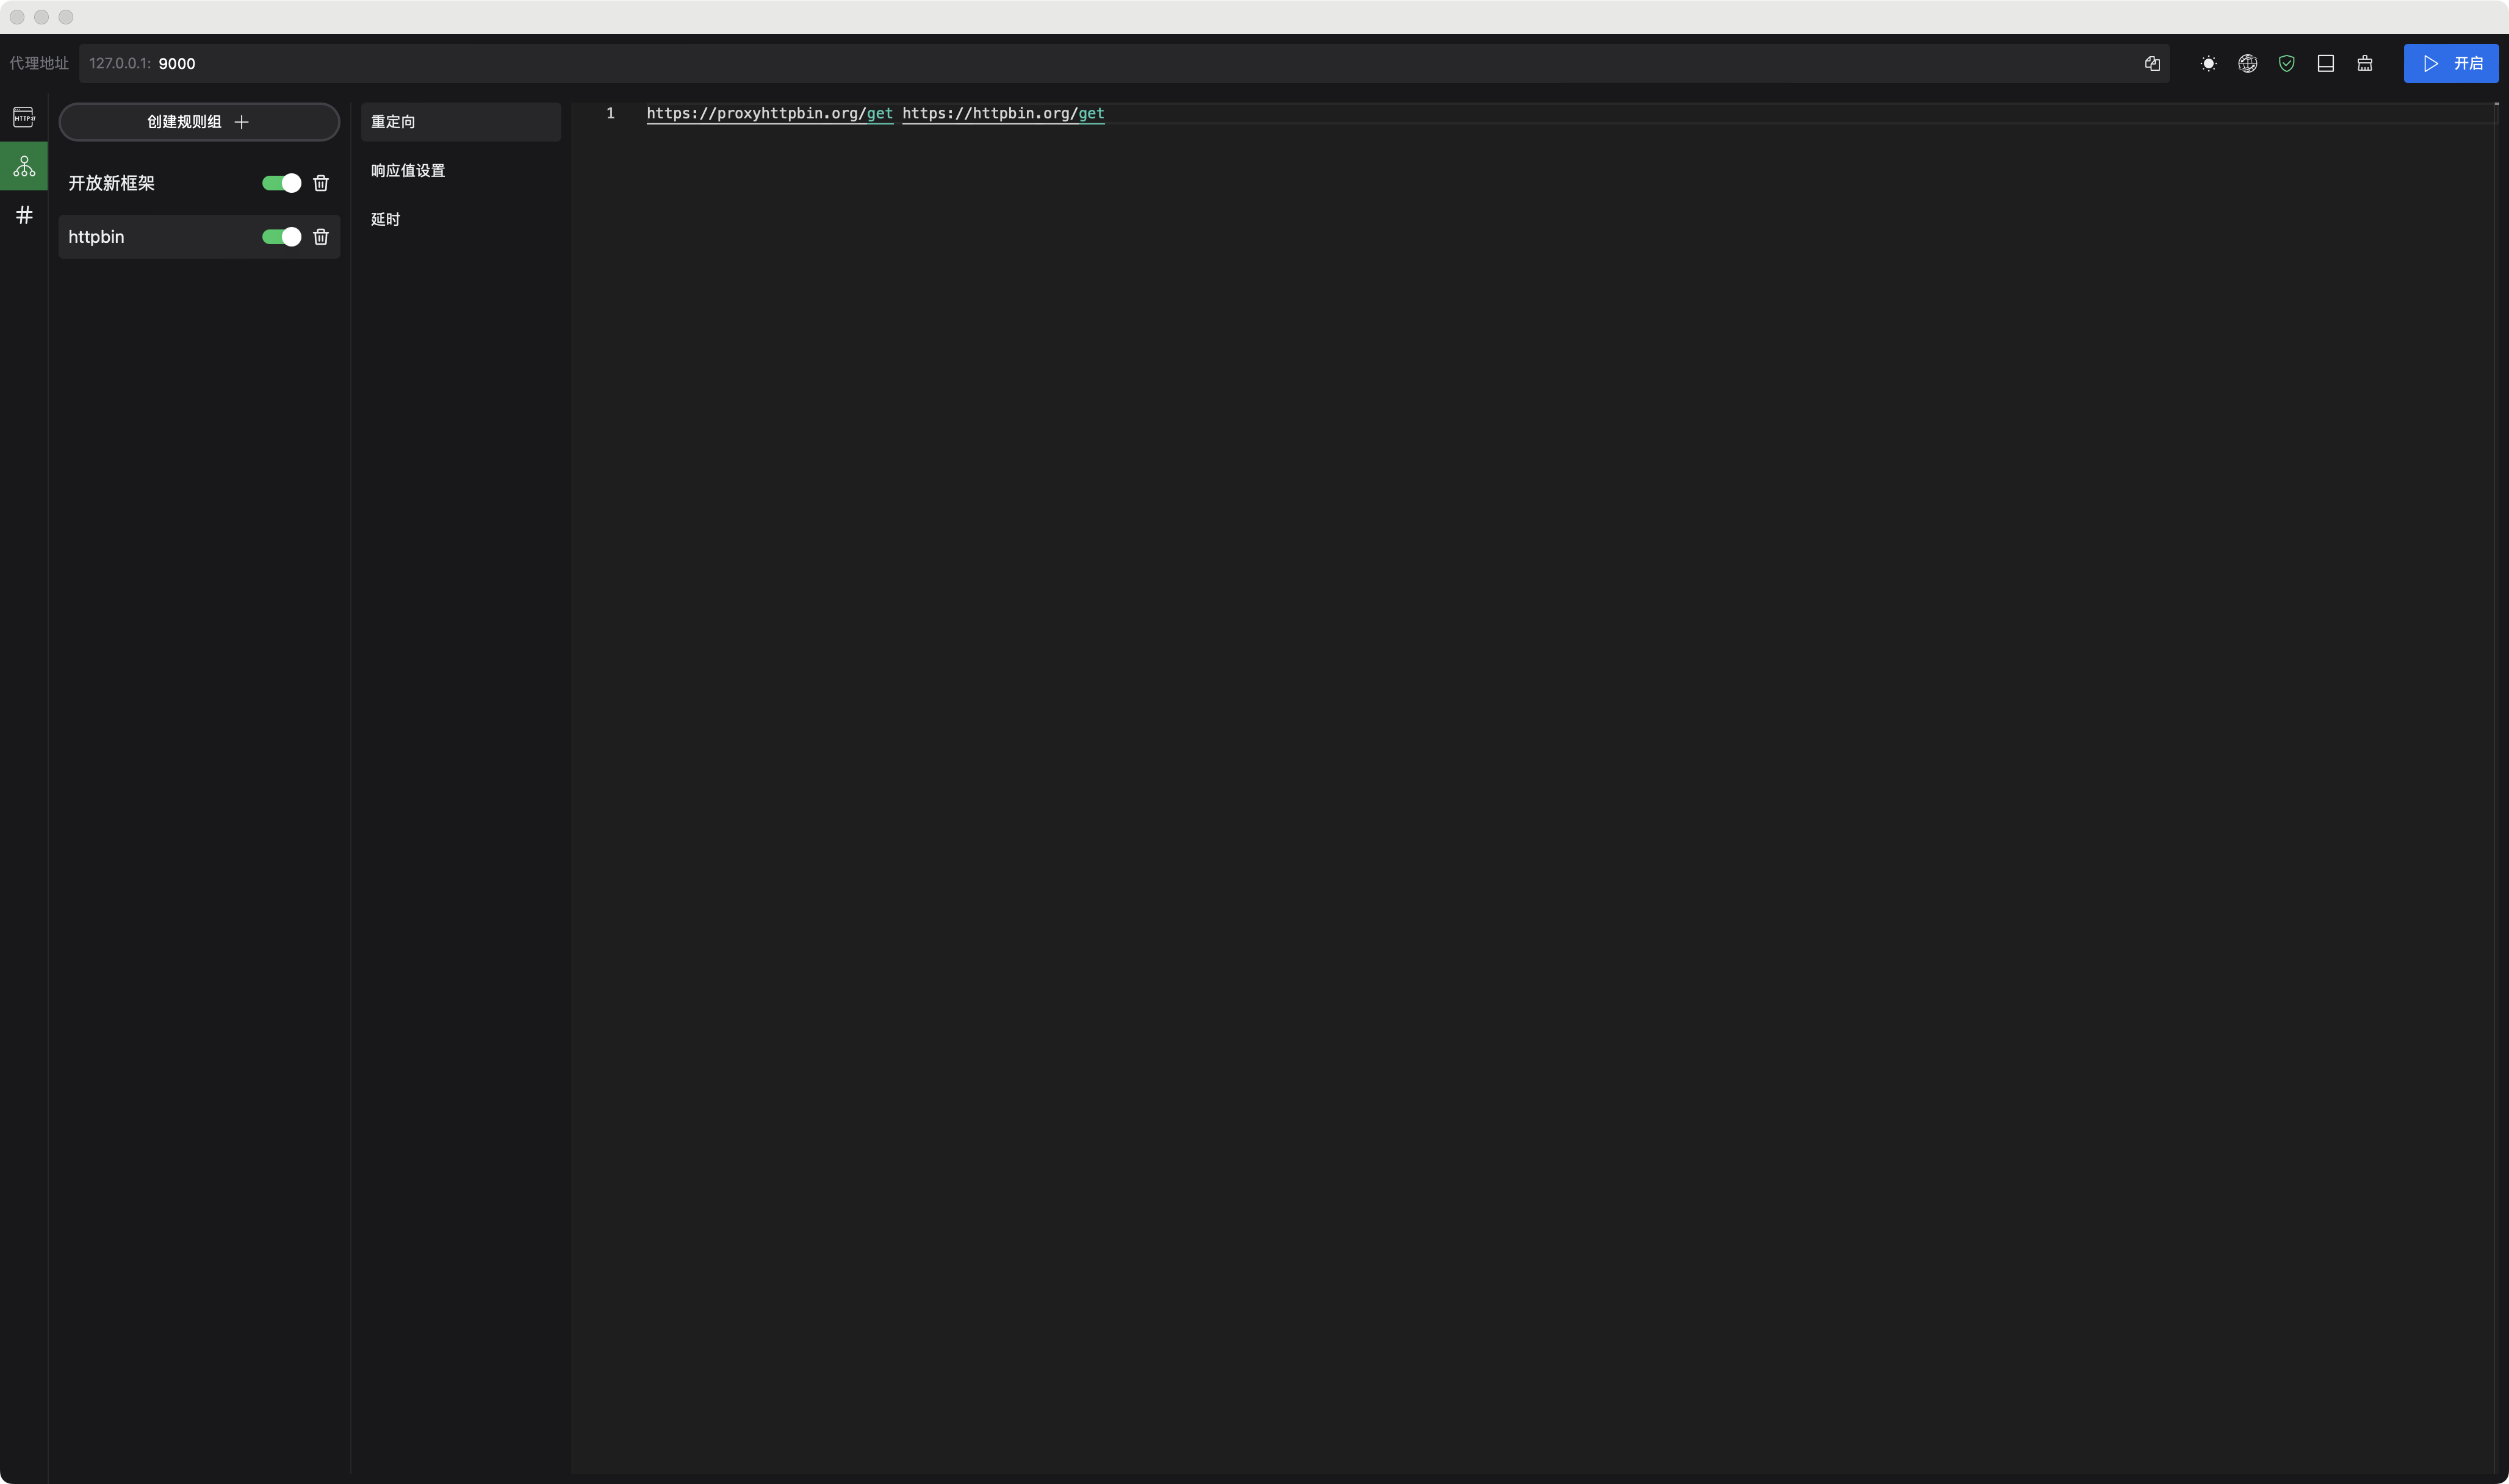 代理地址 127.0.0.1: 9000 开启
HTTP://
创建规则组
开放新框架
httpbin
重定向
响应值设置
延时
1 https://proxyhttpbin.org/get https://httpbin.org/get